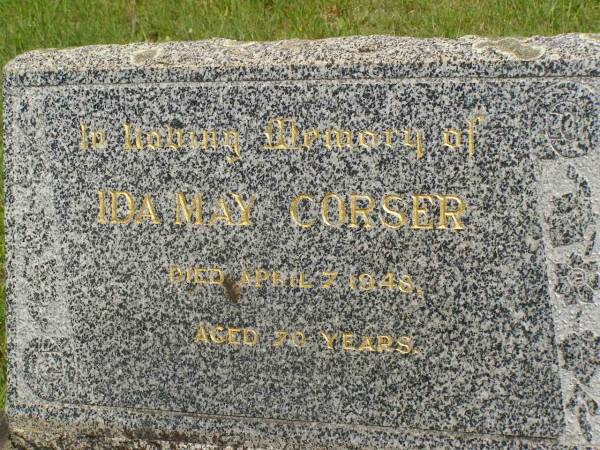 In Loving Memory of
IDA MAY CORSER
DIED APRIL 7 1948,
AGED 70 YEARS.